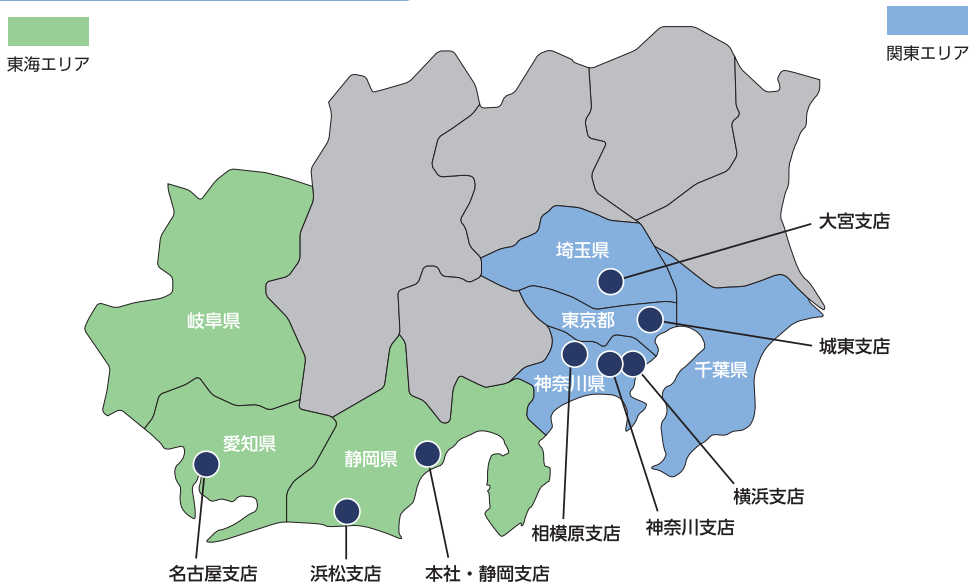 東海エリア
関東エリア
大宮支店
埼玉県
岐阜県
東京都
城東支店
千葉県
神奈川県
愛知県
静岡県
横浜支店
神奈川支店
相模原支店
名古屋支店
浜松支店
本社・静岡支店